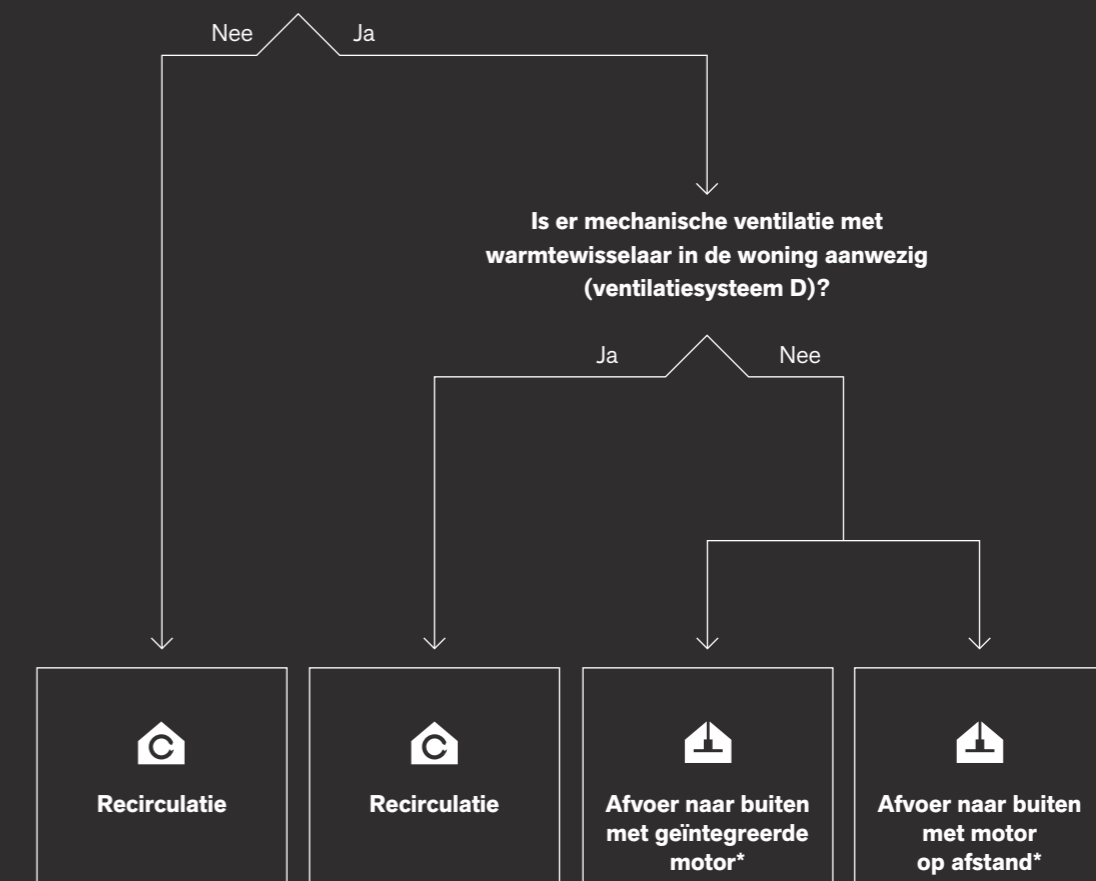 Nee
Ja
Is er mechanische ventilatie met
warmtewisselaar in de woning aanwezig
(ventilatiesysteem D)?
Ja
Nee
Recirculatie
Recirculatie
Afvoer naar buiten
met geïntegreerde
motor*
Afvoer naar buiten
met motor
op afstand*